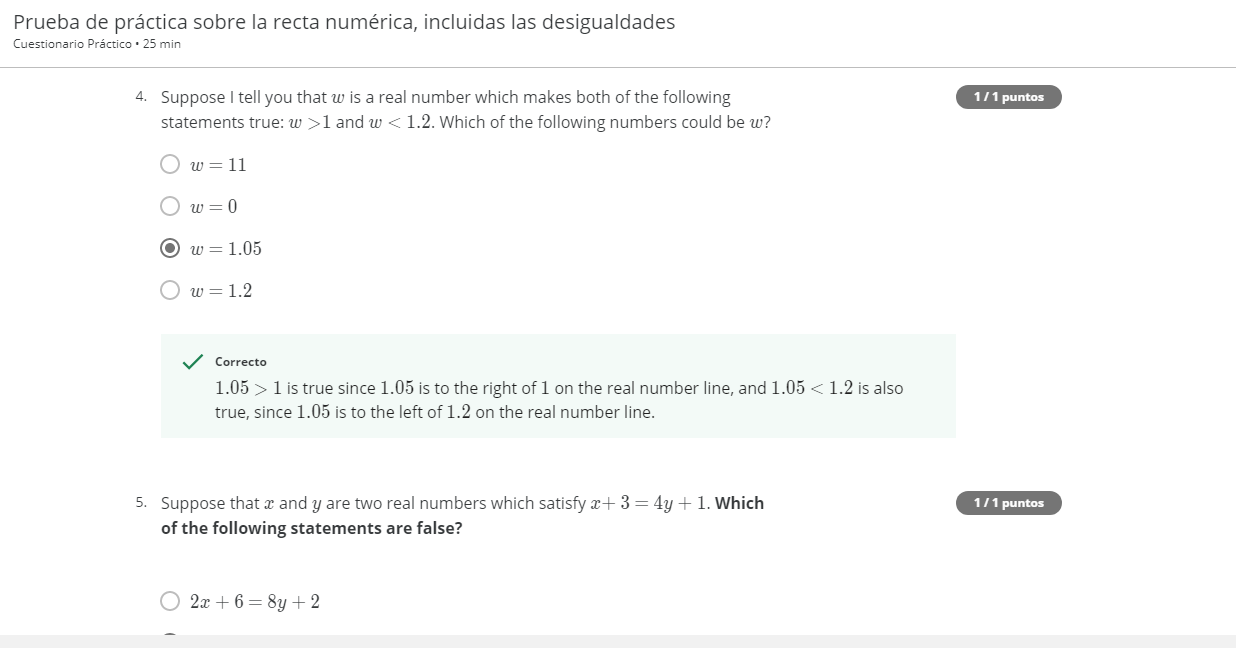 Prueba de práctica sobre la recta numérica, incluidas las desigualdades
Cuestionario Práctico • 25 min
4. Suppose I tell you that w is a real number which makes both of the following
1 / 1 puntos
statements true: w >1 and w < 1.2. Which of the following numbers could be w?
w = 11
w = 0
w = 1.05
w = 1.2
Correcto
1.05 > 1 is true since 1.05 is to the right of 1 on the real number line, and 1.05 < 1.2 is also
true, since 1.05 is to the left of 1.2 on the real number line.
5. Suppose that x and y are two real numbers which satisfy x+ 3 = 4y + 1. Which
1 / 1 puntos
of the following statements are false?
2x + 6 = 8y + 2